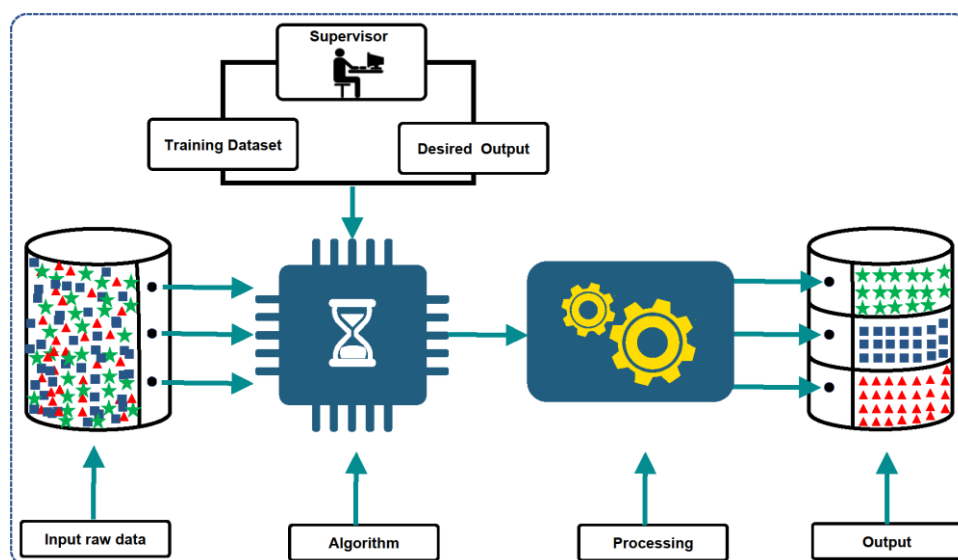 Supervisor
Training Dataset
Desired Output
Input raw data
Algorithm
Processing
Output